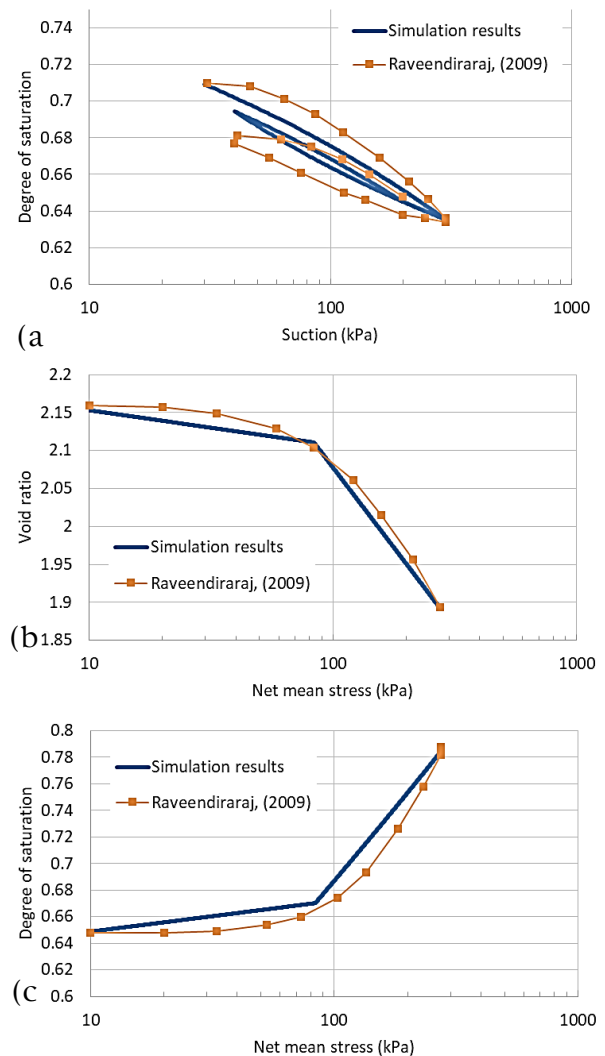 0.74
0.72
0.7
0.68
0.66
0.64
0.62
0.6
Degree of saturation
Simulation results
Raveendiraraj, (2009)
10
100
1000
Suction (kPa)
(a
2.2
2.15
2.1
2.05
2
1.95
1.9
1.85
Void ratio
Simulation results
Raveendiraraj, (2009)
10
100
1000
Net mean stress (kPa)
(b
0.8
0.78
0.76
0.74
0.72
0.7
0.68
0.66
0.64
0.62
0.6
Degree of saturation
Simulation results
Raveendiraraj, (2009)
10
100
1000
Net mean stress (kPa)
(c